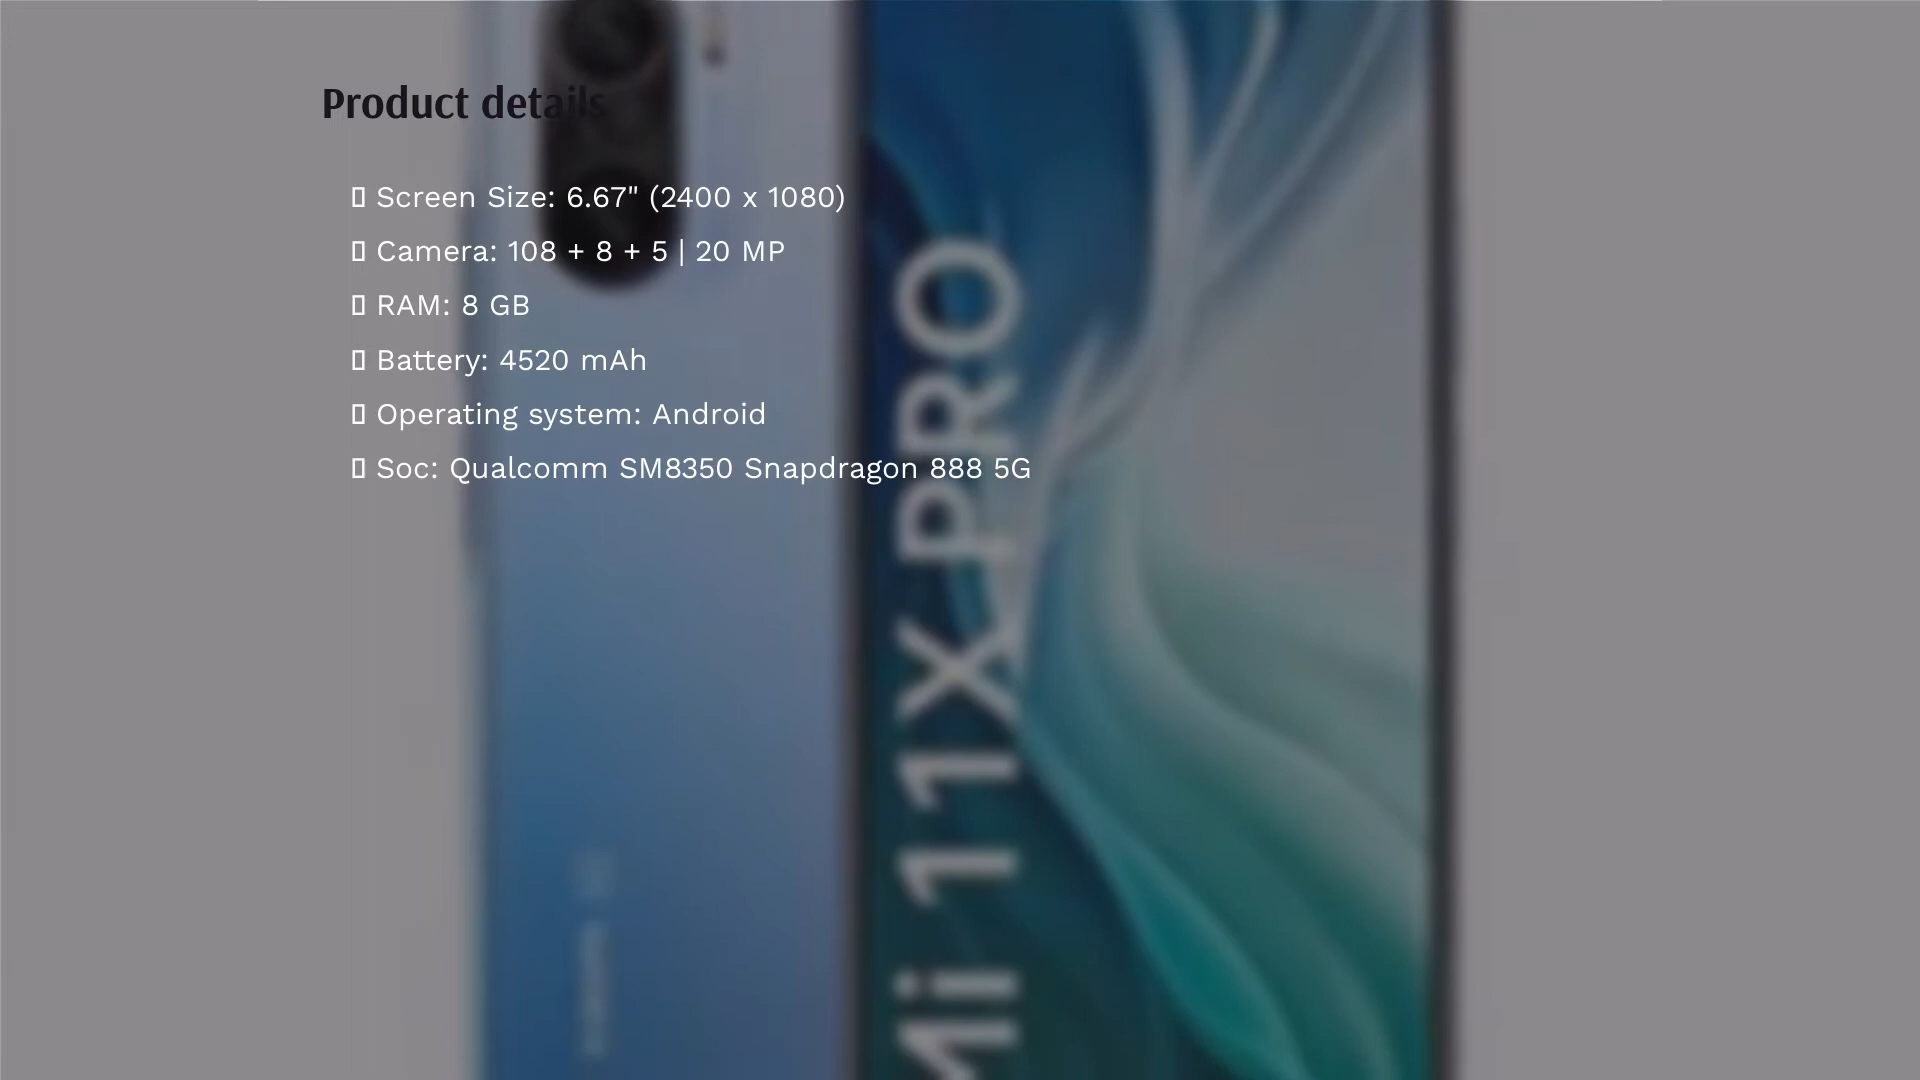 Product details
Screen Size: 6.67" (2400 x 1080)
Camera: 108 + 8 + 5 | 20 MP
RAM: 8 GB
Battery: 4520 mAh
Operating system: Android
Soc: Qualcomm SM8350 Snapdragon 888 5G
Mi 11X PRO